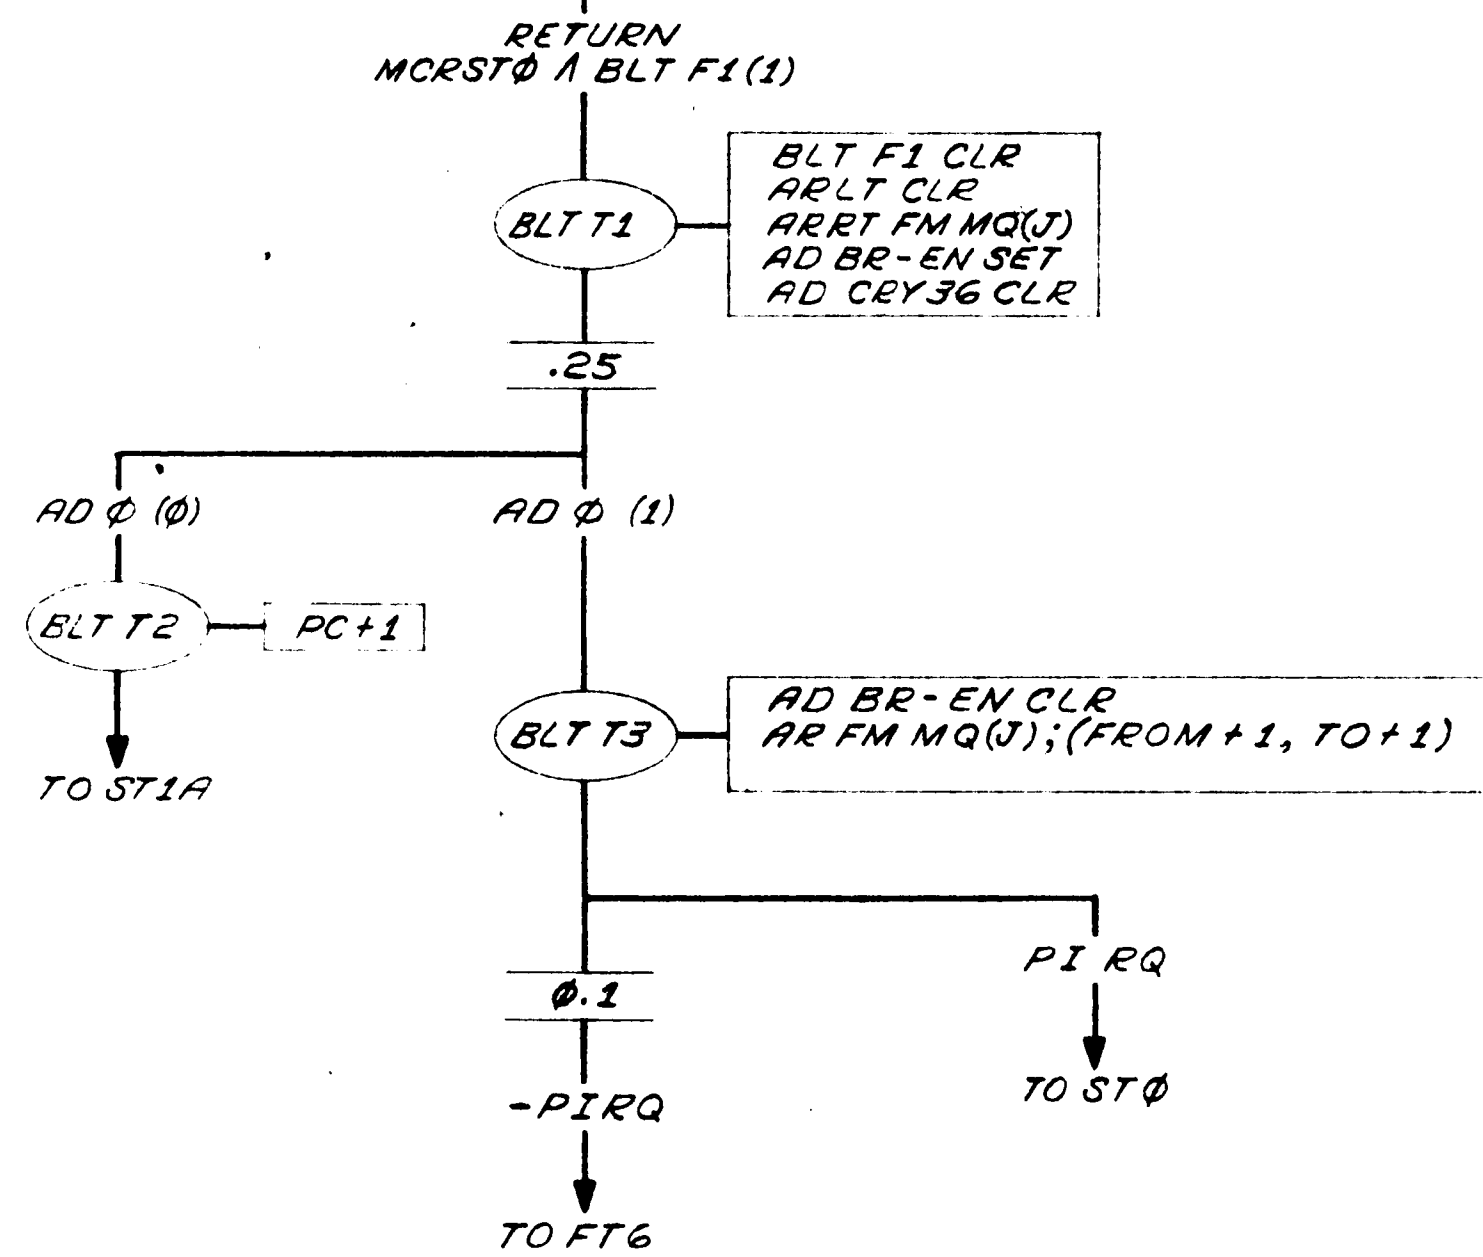 RETURN
MCRSTØ ∧ BLT F1(1)
BLT T1
BLT F1 CLR
ARLT CLR
ARRT FM MQ(J)
AD BR-EN SET
AD CRY36 CLR
.25
ADØ (Ø)
ADØ (1)
BLT T2
PC+1
TO ST1A
BLT T3
AD BR-EN CLR
AR FM MQ(J);(FROM+1, TO+1)
Ø.1
PI RQ
-PIRQ
TO STØ
TO FT6